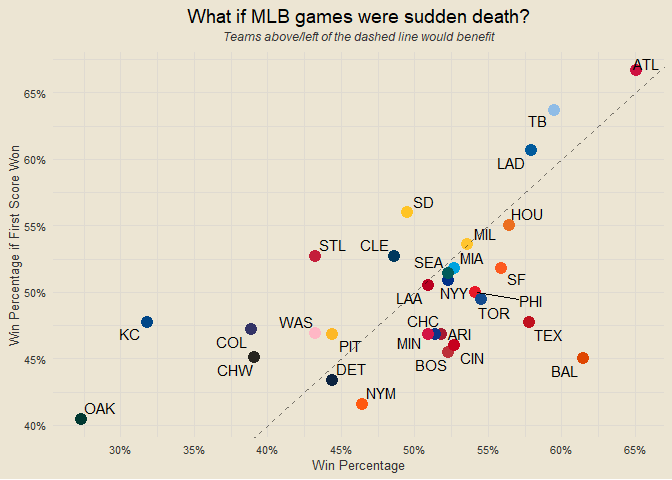 What if MLB games were sudden death?
Teams above/left of the dashed line would benefit
ATL
65%
TB
60%
LAD
SD
HOU
55%
STL
CLE
MIL
SEA
MIA
SF
50%
LAA
NYY
PHI
TOR
KC
COL
WAS
CHC
MIN
ARI
TEX
PIT
45%
CHW
BOS
CIN
DET
BAL
NYM
OAK
40%
30%
35%
40%
45%
50%
55%
60%
65%
Win Percentage
Win Percentage if First Score Won